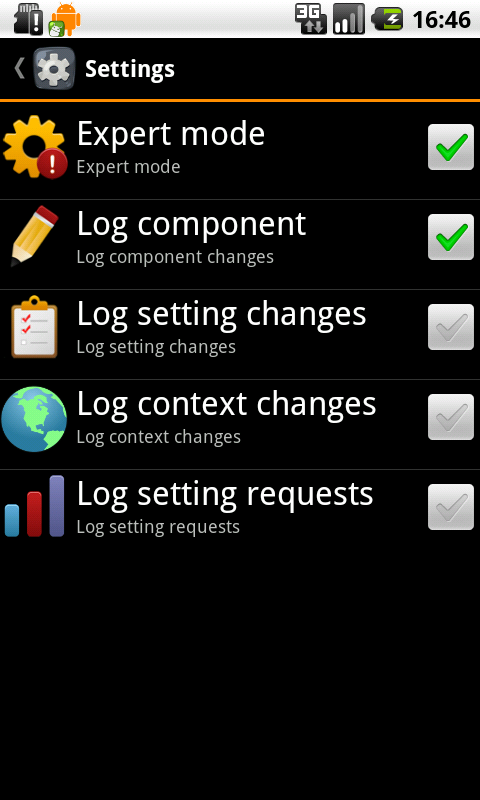 3G
16:46
Settings
Expert mode
Expert mode
Log component
Log component changes
Log setting changes
Log setting changes
Log context changes
Log context changes
Log setting requests
Log setting requests